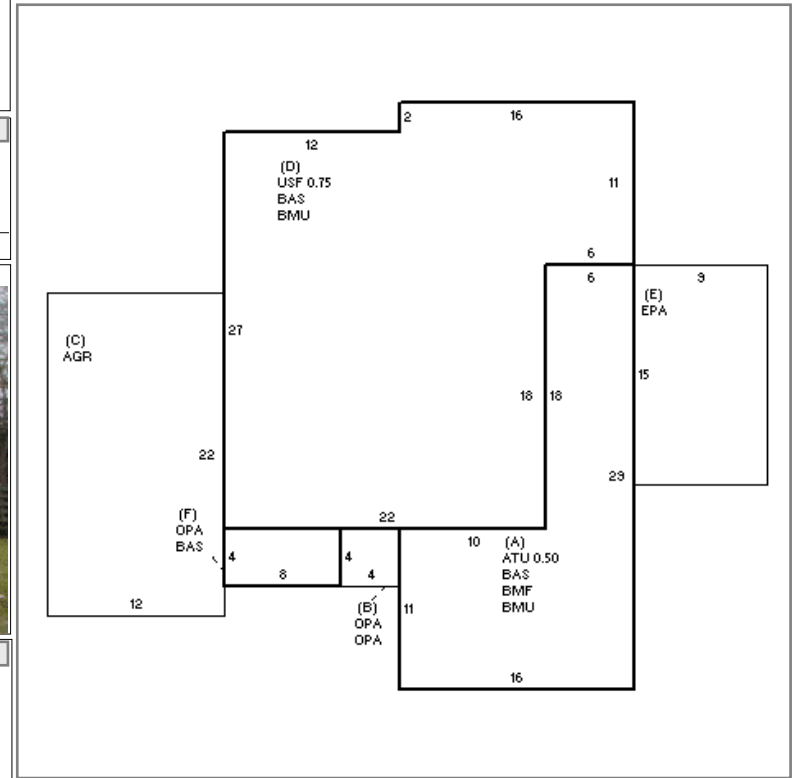 2
16
12
(D)
USF 0.75
BAS
BMU
11
6
6
9
(E)
EPA
(C)
AGR
27
15
18
18
22
29
(F)
OPA
BAS
22
4
8
4
4
10
(A)
ATU 0.50
BAS
BMF
BMU
12
(B)
OPA
OPA
11
16